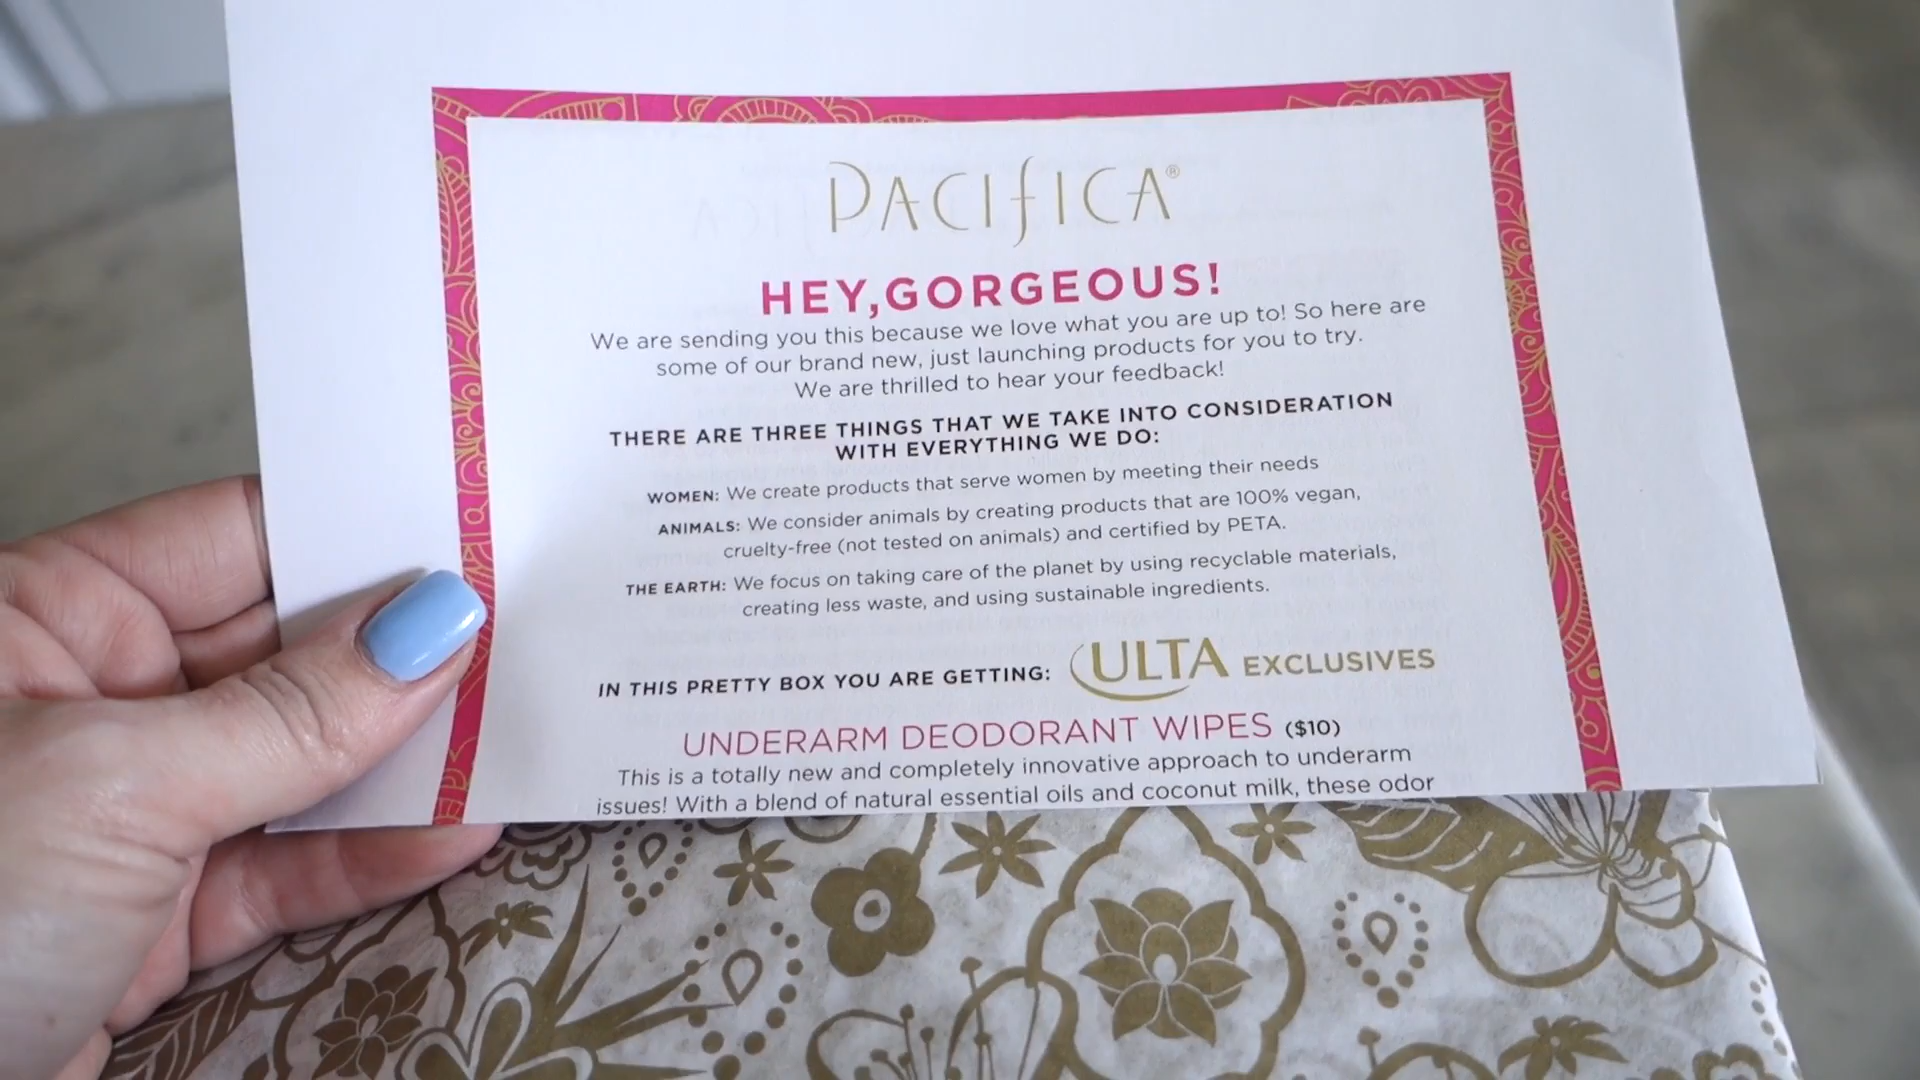 PACIFICA®
HEY,GORGEOUS!
We are sending you this because we love what you are up to! So here are
some of our brand new, just launching products for you to try.
We are thrilled to hear your feedback!
THERE ARE THREE THINGS THAT WE TAKE INTO CONSIDERATION
WITH EVERYTHING WE DO:
WOMEN: We create products that serve women by meeting their needs
ANIMALS: We consider animals by creating products that are 100% vegan,
cruelty-free (not tested on animals) and certified by PETA.
THE EARTH: We focus on taking care of the planet by using recyclable materials,
creating less waste, and using sustainable ingredients.
IN THIS PRETTY BOX YOU ARE GETTING: ULTA EXCLUSIVES
UNDERARM DEODORANT WIPES ($10)
This is a totally new and completely innovative approach to underarm
issues! With a blend of natural essential oils and coconut milk, these odor